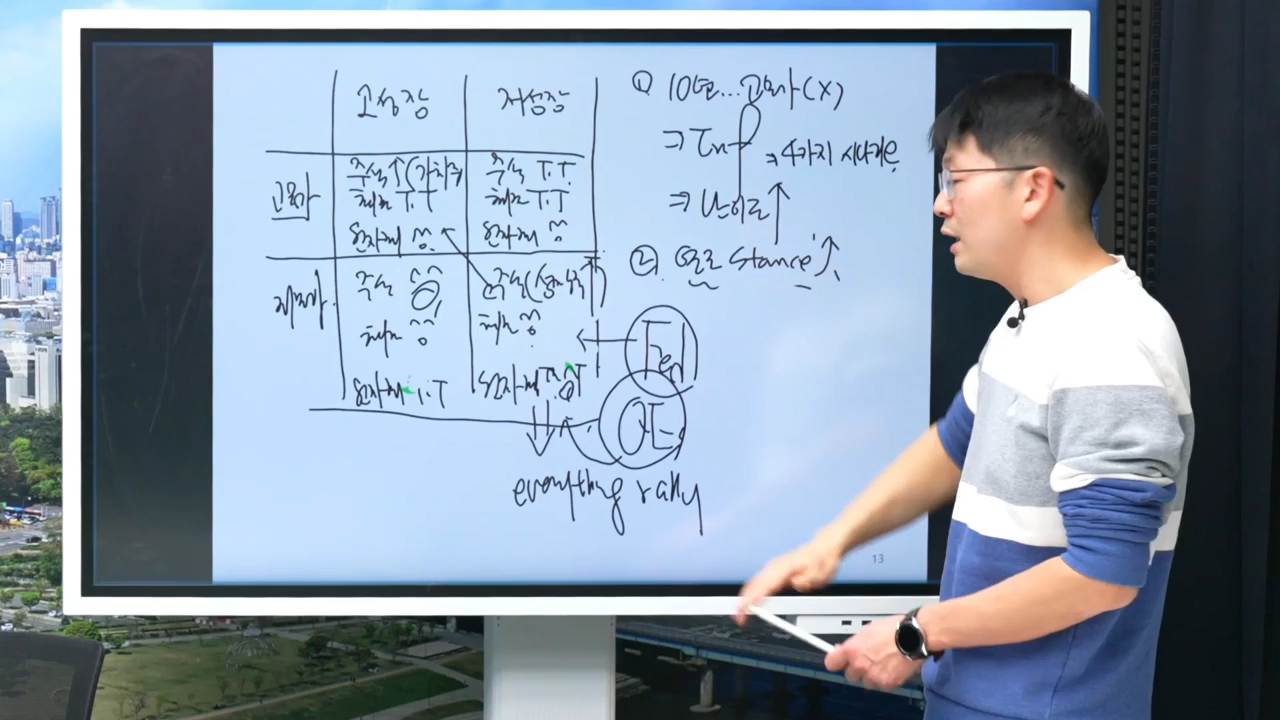 고성장 저성장
고물가
주식↑(가치주
채권 T.T
원자재 ^^
주식 T.T.
채권 T.T
원자재 ^^
저물가
주식 ^^
채권 ^^
원자재 T.T
주식(성장주↑)
채권 ^^
원자재 T.T
① 10년... 고물가(X)
⇒ Inf ⇒ 4가지 시나리오
⇒ 난이도↑
② 연준 Stance↑
Fed
QE
everything rally
13